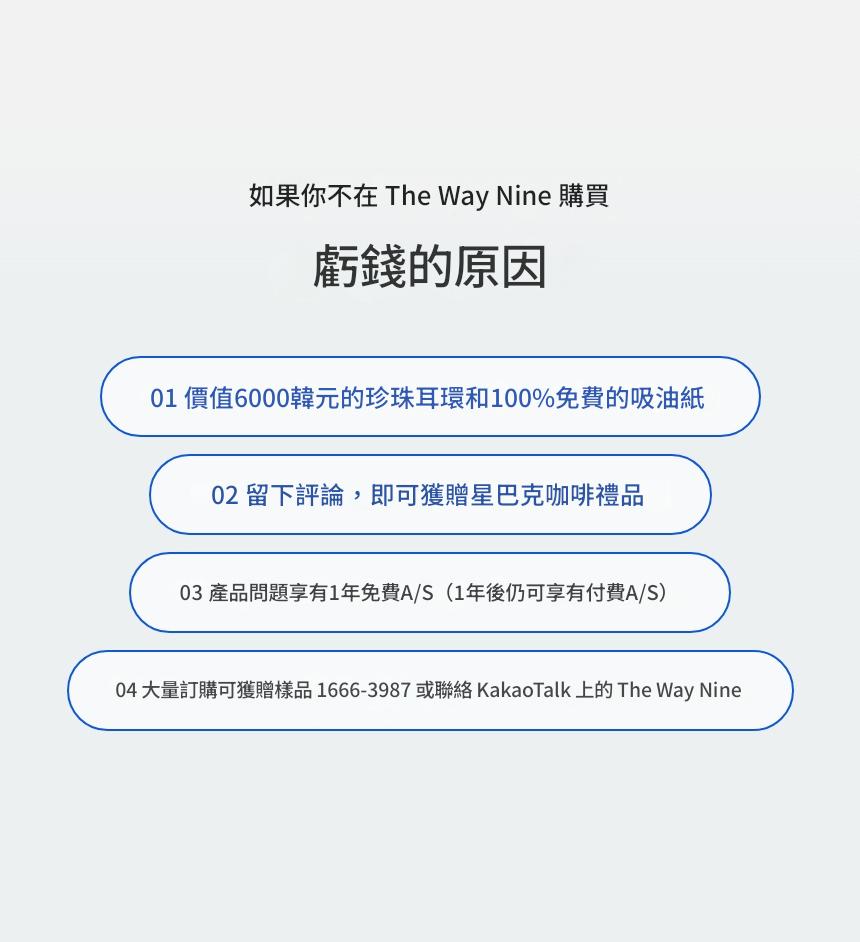 如果你不在 The Way Nine 購買
虧錢的原因
01 價值6000韓元的珍珠耳環和100%免費的吸油紙
02 留下評論，即可獲贈星巴克咖啡禮品
03 產品問題享有1年免費A/S（1年後仍可享有付費A/S）
04 大量訂購可獲贈樣品 1666-3987 或聯絡 KakaoTalk 上的 The Way Nine